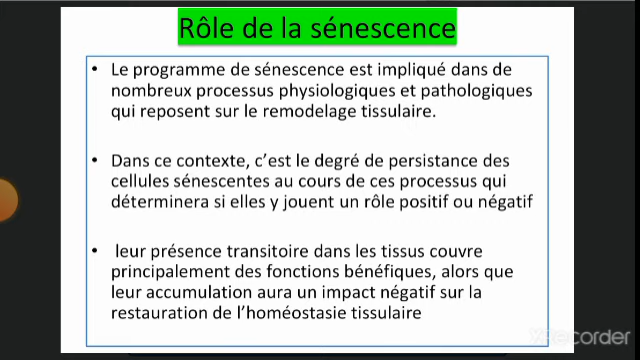 Rôle de la sénescence
• Le programme de sénescence est impliqué dans de
nombreux processus physiologiques et pathologiques
qui reposent sur le remodelage tissulaire.
• Dans ce contexte, c’est le degré de persistance des
cellules sénescentes au cours de ces processus qui
déterminera si elles y jouent un rôle positif ou négatif
• leur présence transitoire dans les tissus couvre
principalement des fonctions bénéfiques, alors que
leur accumulation aura un impact négatif sur la
restauration de l’homéostasie tissulaire
XRecorder